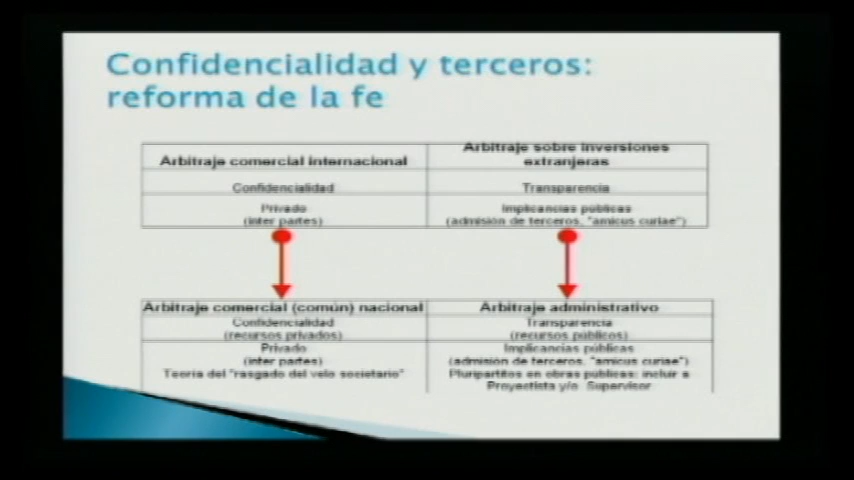 Confidencialidad y terceros:
reforma de la fe
Arbitraje comercial internacional
Arbitraje sobre inversiones
extranjeras
Confidencialidad
Transparencia
Privado
(inter partes)
Implicancias públicas
(admisión de terceros, "amicus curiae")
Arbitraje comercial (común) nacional
Arbitraje administrativo
Confidencialidad
(recursos privados)
Transparencia
(recursos públicos)
Privado
(inter partes)
Teoría del "rasgado del velo societario"
Implicancias públicas
(admisión de terceros, "amicus curiae")
Pluripartitos en obras públicas: incluir a
Proyectista y/o Supervisor